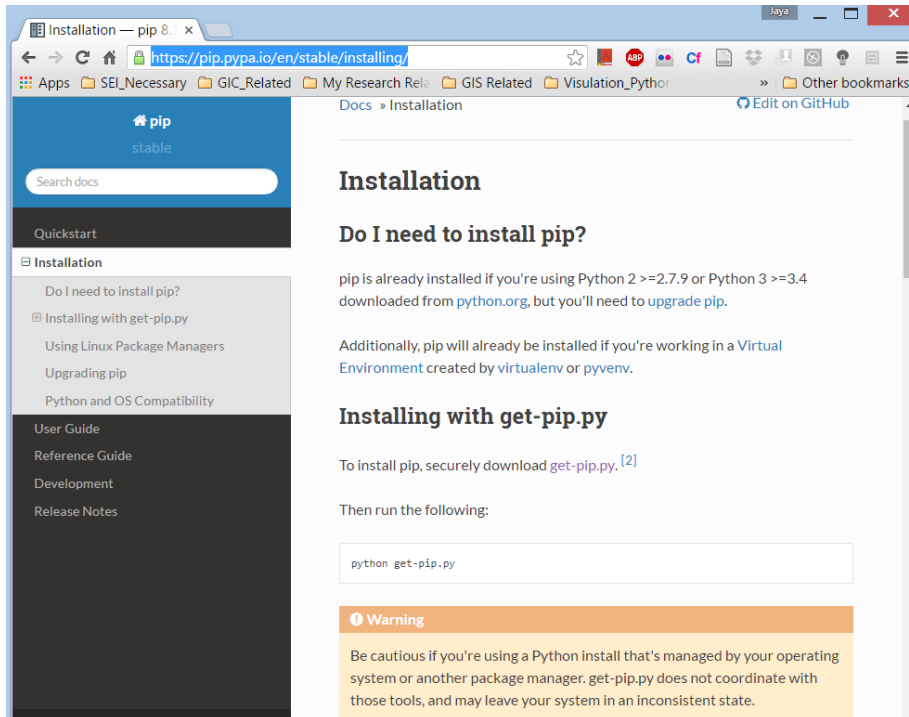 Jaya
Installation — pip 8.1
https://pip.pypa.io/en/stable/installing/
ABP
Cf
Apps SEI_Necessary GIC_Related My Research Rela GIS Related Visulation_Python » Other bookmarks
pip
stable
Search docs
Quickstart
Installation
Do I need to install pip?
Installing with get-pip.py
Using Linux Package Managers
Upgrading pip
Python and OS Compatibility
User Guide
Reference Guide
Development
Release Notes
Docs » Installation
Edit on GitHub
Installation
Do I need to install pip?
pip is already installed if you're using Python 2 >=2.7.9 or Python 3 >=3.4
downloaded from python.org, but you'll need to upgrade pip.
Additionally, pip will already be installed if you're working in a Virtual
Environment created by virtualenv or pyvenv.
Installing with get-pip.py
To install pip, securely download get-pip.py. [2]
Then run the following:
python get-pip.py
Warning
Be cautious if you're using a Python install that's managed by your operating
system or another package manager. get-pip.py does not coordinate with
those tools, and may leave your system in an inconsistent state.